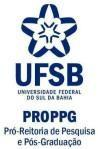 UFSB
UNIVERSIDADE FEDERAL
DO SUL DA BAHIA
PROPPG
Pró-Reitoria de Pesquisa
e Pós-Graduação